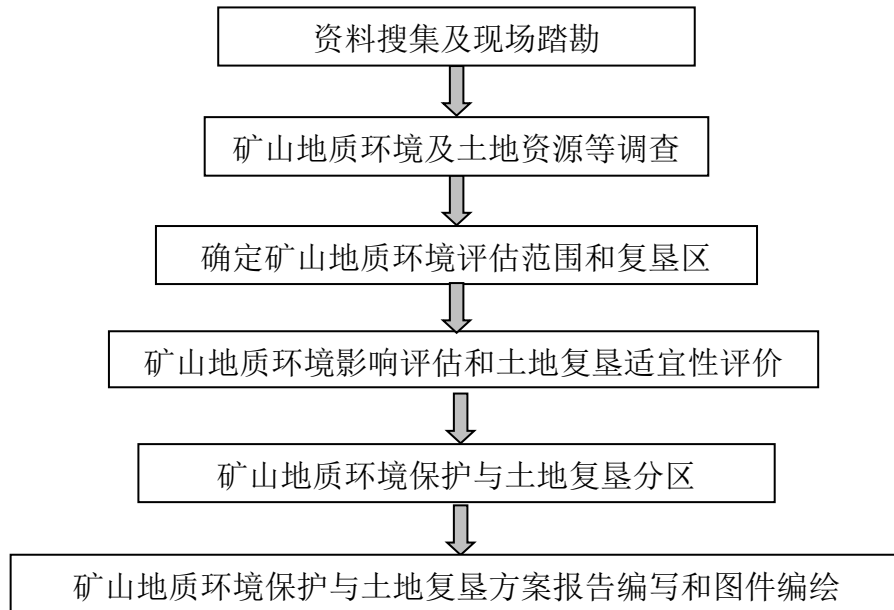 资料搜集及现场踏勘
矿山地质环境及土地资源等调查
确定矿山地质环境评估范围和复垦区
矿山地质环境影响评估和土地复垦适宜性评价
矿山地质环境保护与土地复垦分区
矿山地质环境保护与土地复垦方案报告编写和图件编绘